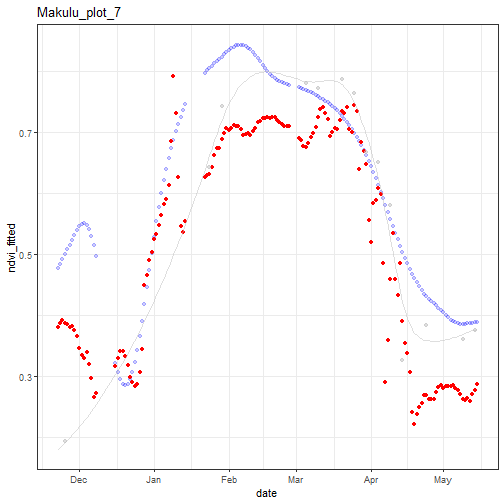 Makulu_plot_7
ndvi_fitted
0.7
0.5
0.3
Dec Jan Feb Mar Apr May
date